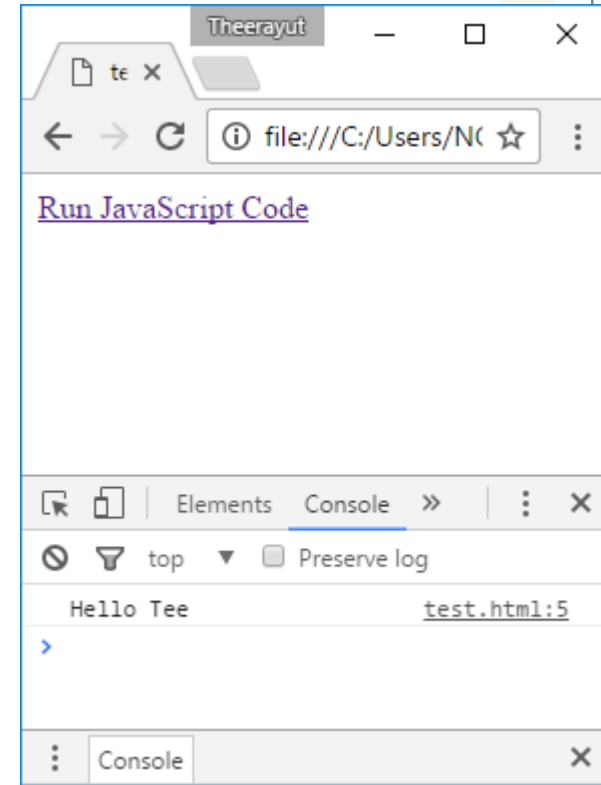 Theerayut
te
file:///C:/Users/N
Run JavaScript Code
Elements Console »
top Preserve log
Hello Tee test.html:5
>
Console